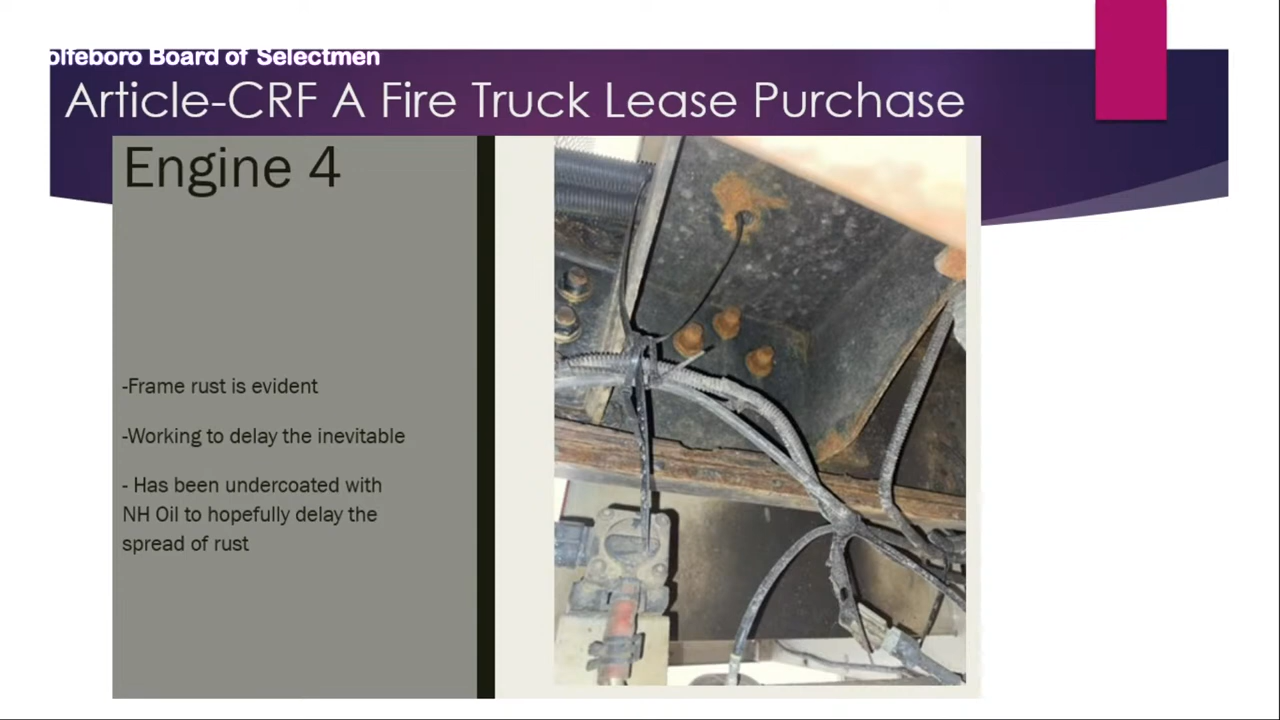 olfeboro Board of Selectmen
Article-CRF A Fire Truck Lease Purchase
Engine 4
-Frame rust is evident
-Working to delay the inevitable
- Has been undercoated with
NH Oil to hopefully delay the
spread of rust